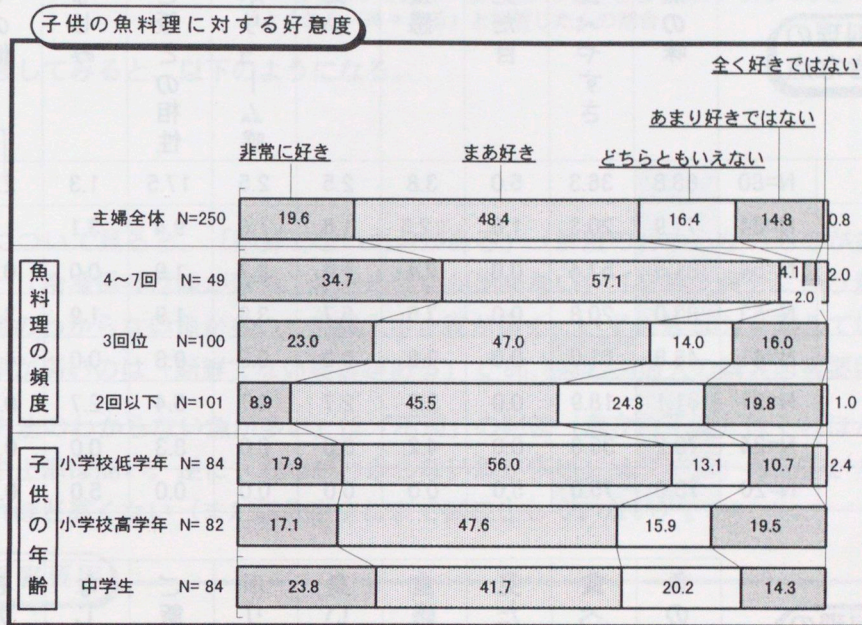 子供の魚料理に対する好意度
全く好きではない
あまり好きではない
非常に好き まあ好き どちらともいえない
主婦全体 N=250 19.6 48.4 16.4 14.8 0.8
魚料理の頻度
4〜7回 N= 49 34.7 57.1 4.1 2.0
2.0
3回位 N=100 23.0 47.0 14.0 16.0
2回以下 N=101 8.9 45.5 24.8 19.8 1.0
子供の年齢
小学校低学年 N= 84 17.9 56.0 13.1 10.7 2.4
小学校高学年 N= 82 17.1 47.6 15.9 19.5
中学生 N= 84 23.8 41.7 20.2 14.3